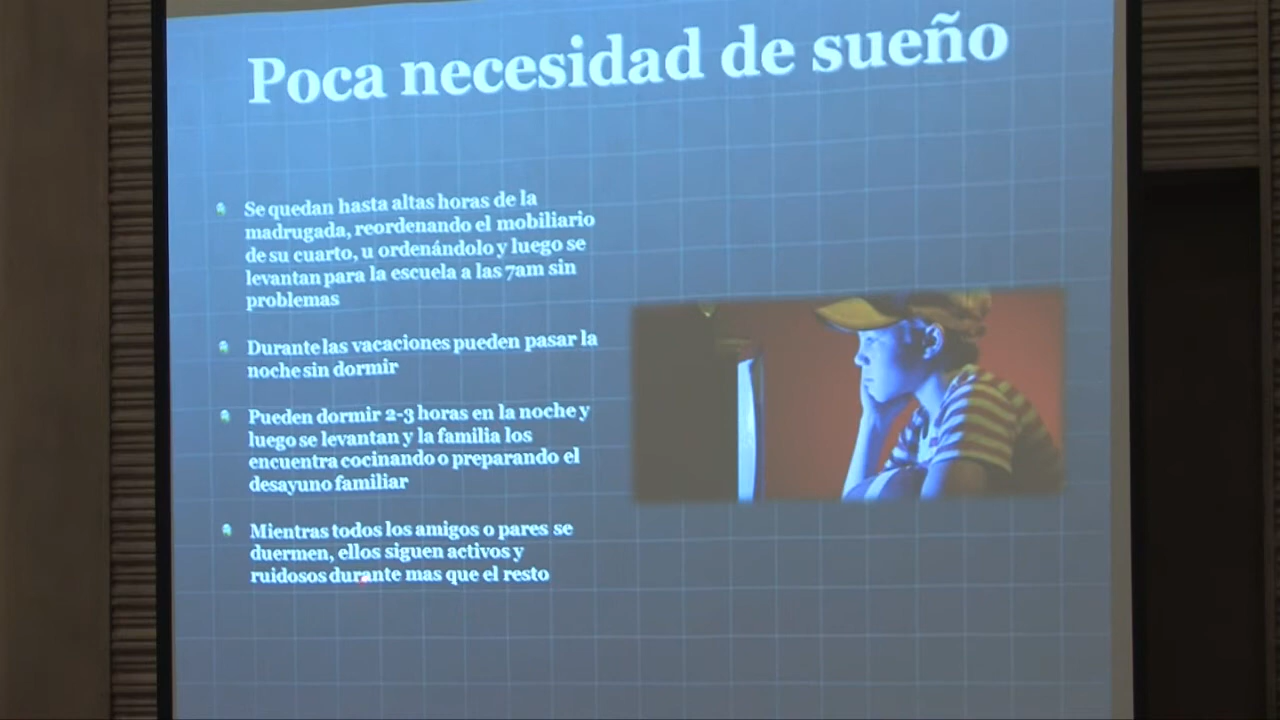 Poca necesidad de sueño
Se quedan hasta altas horas de la
madrugada, reordenando el mobiliario
de su cuarto, u ordenándolo y luego se
levantan para la escuela a las 7am sin
problemas
Durante las vacaciones pueden pasar la
noche sin dormir
Pueden dormir 2-3 horas en la noche y
luego se levantan y la familia los
encuentra cocinando o preparando el
desayuno familiar
Mientras todos los amigos o pares se
duermen, ellos siguen activos y
ruidosos durante mas que el resto